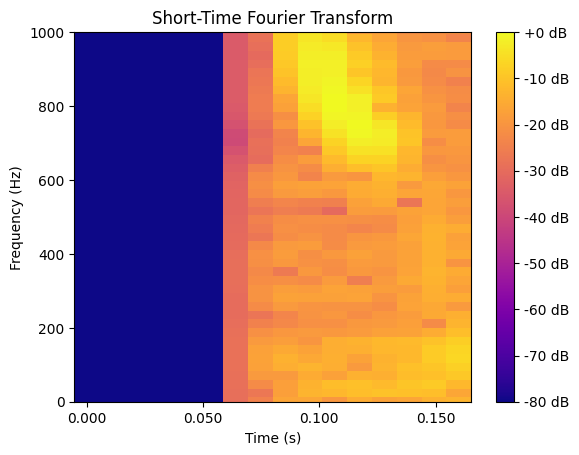 Short-Time Fourier Transform
Frequency (Hz)
1000
800
600
400
200
0
0.000
0.050
0.100
0.150
Time (s)
+0 dB
-10 dB
-20 dB
-30 dB
-40 dB
-50 dB
-60 dB
-70 dB
-80 dB